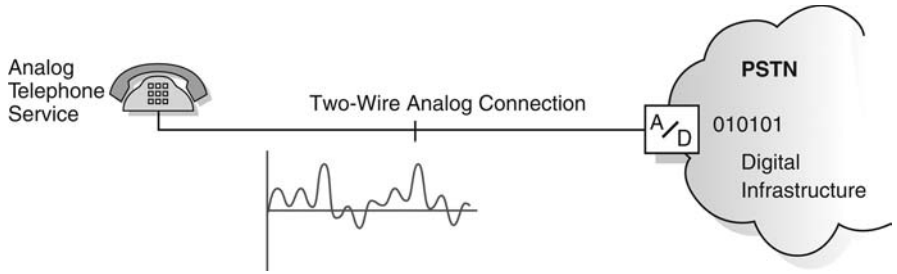 Analog
Telephone
Service
Two-Wire Analog Connection
A/D
PSTN
010101
Digital
Infrastructure